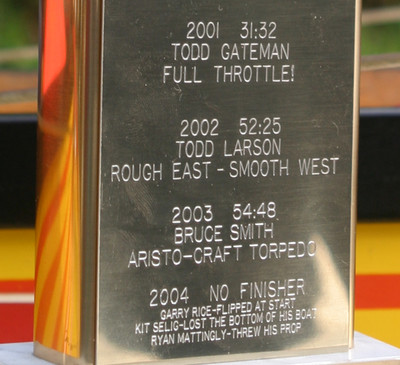 2001 31:32
TODD GATEMAN
FULL THROTTLE!
2002 52:25
TODD LARSON
ROUGH EAST - SMOOTH WEST
2003 54:48
BRUCE SMITH
ARISTO-CRAFT TORPEDO
2004 NO FINISHER
GARRY RICE-FLIPPED AT START
KIT SELIG-LOST THE BOTTOM OF HIS BOAT
RYAN MATTINGLY-THREW HIS PROP